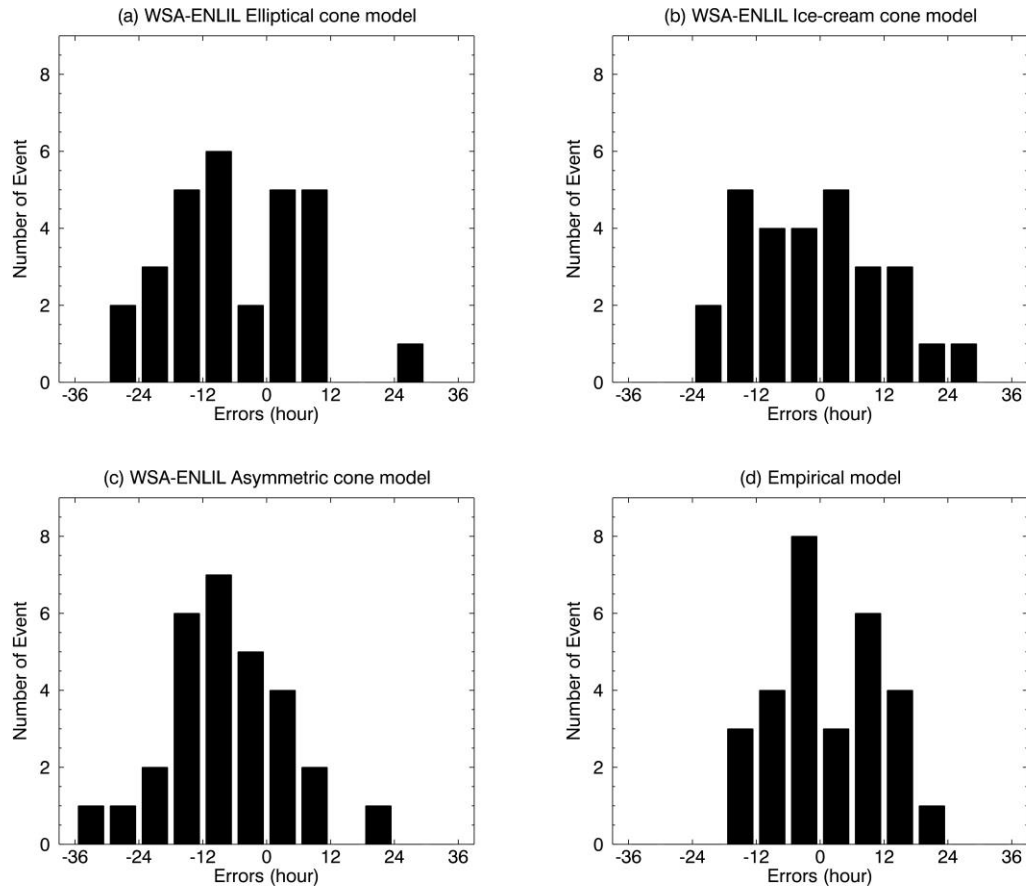 (a) WSA-ENLIL Elliptical cone model
8
6
4
2
0
Number of Event
-36 -24 -12 0 12 24 36
Errors (hour)
(b) WSA-ENLIL Ice-cream cone model
8
6
4
2
0
Number of Event
-36 -24 -12 0 12 24 36
Errors (hour)
(c) WSA-ENLIL Asymmetric cone model
8
6
4
2
0
Number of Event
-36 -24 -12 0 12 24 36
Errors (hour)
(d) Empirical model
8
6
4
2
0
Number of Event
-36 -24 -12 0 12 24 36
Errors (hour)